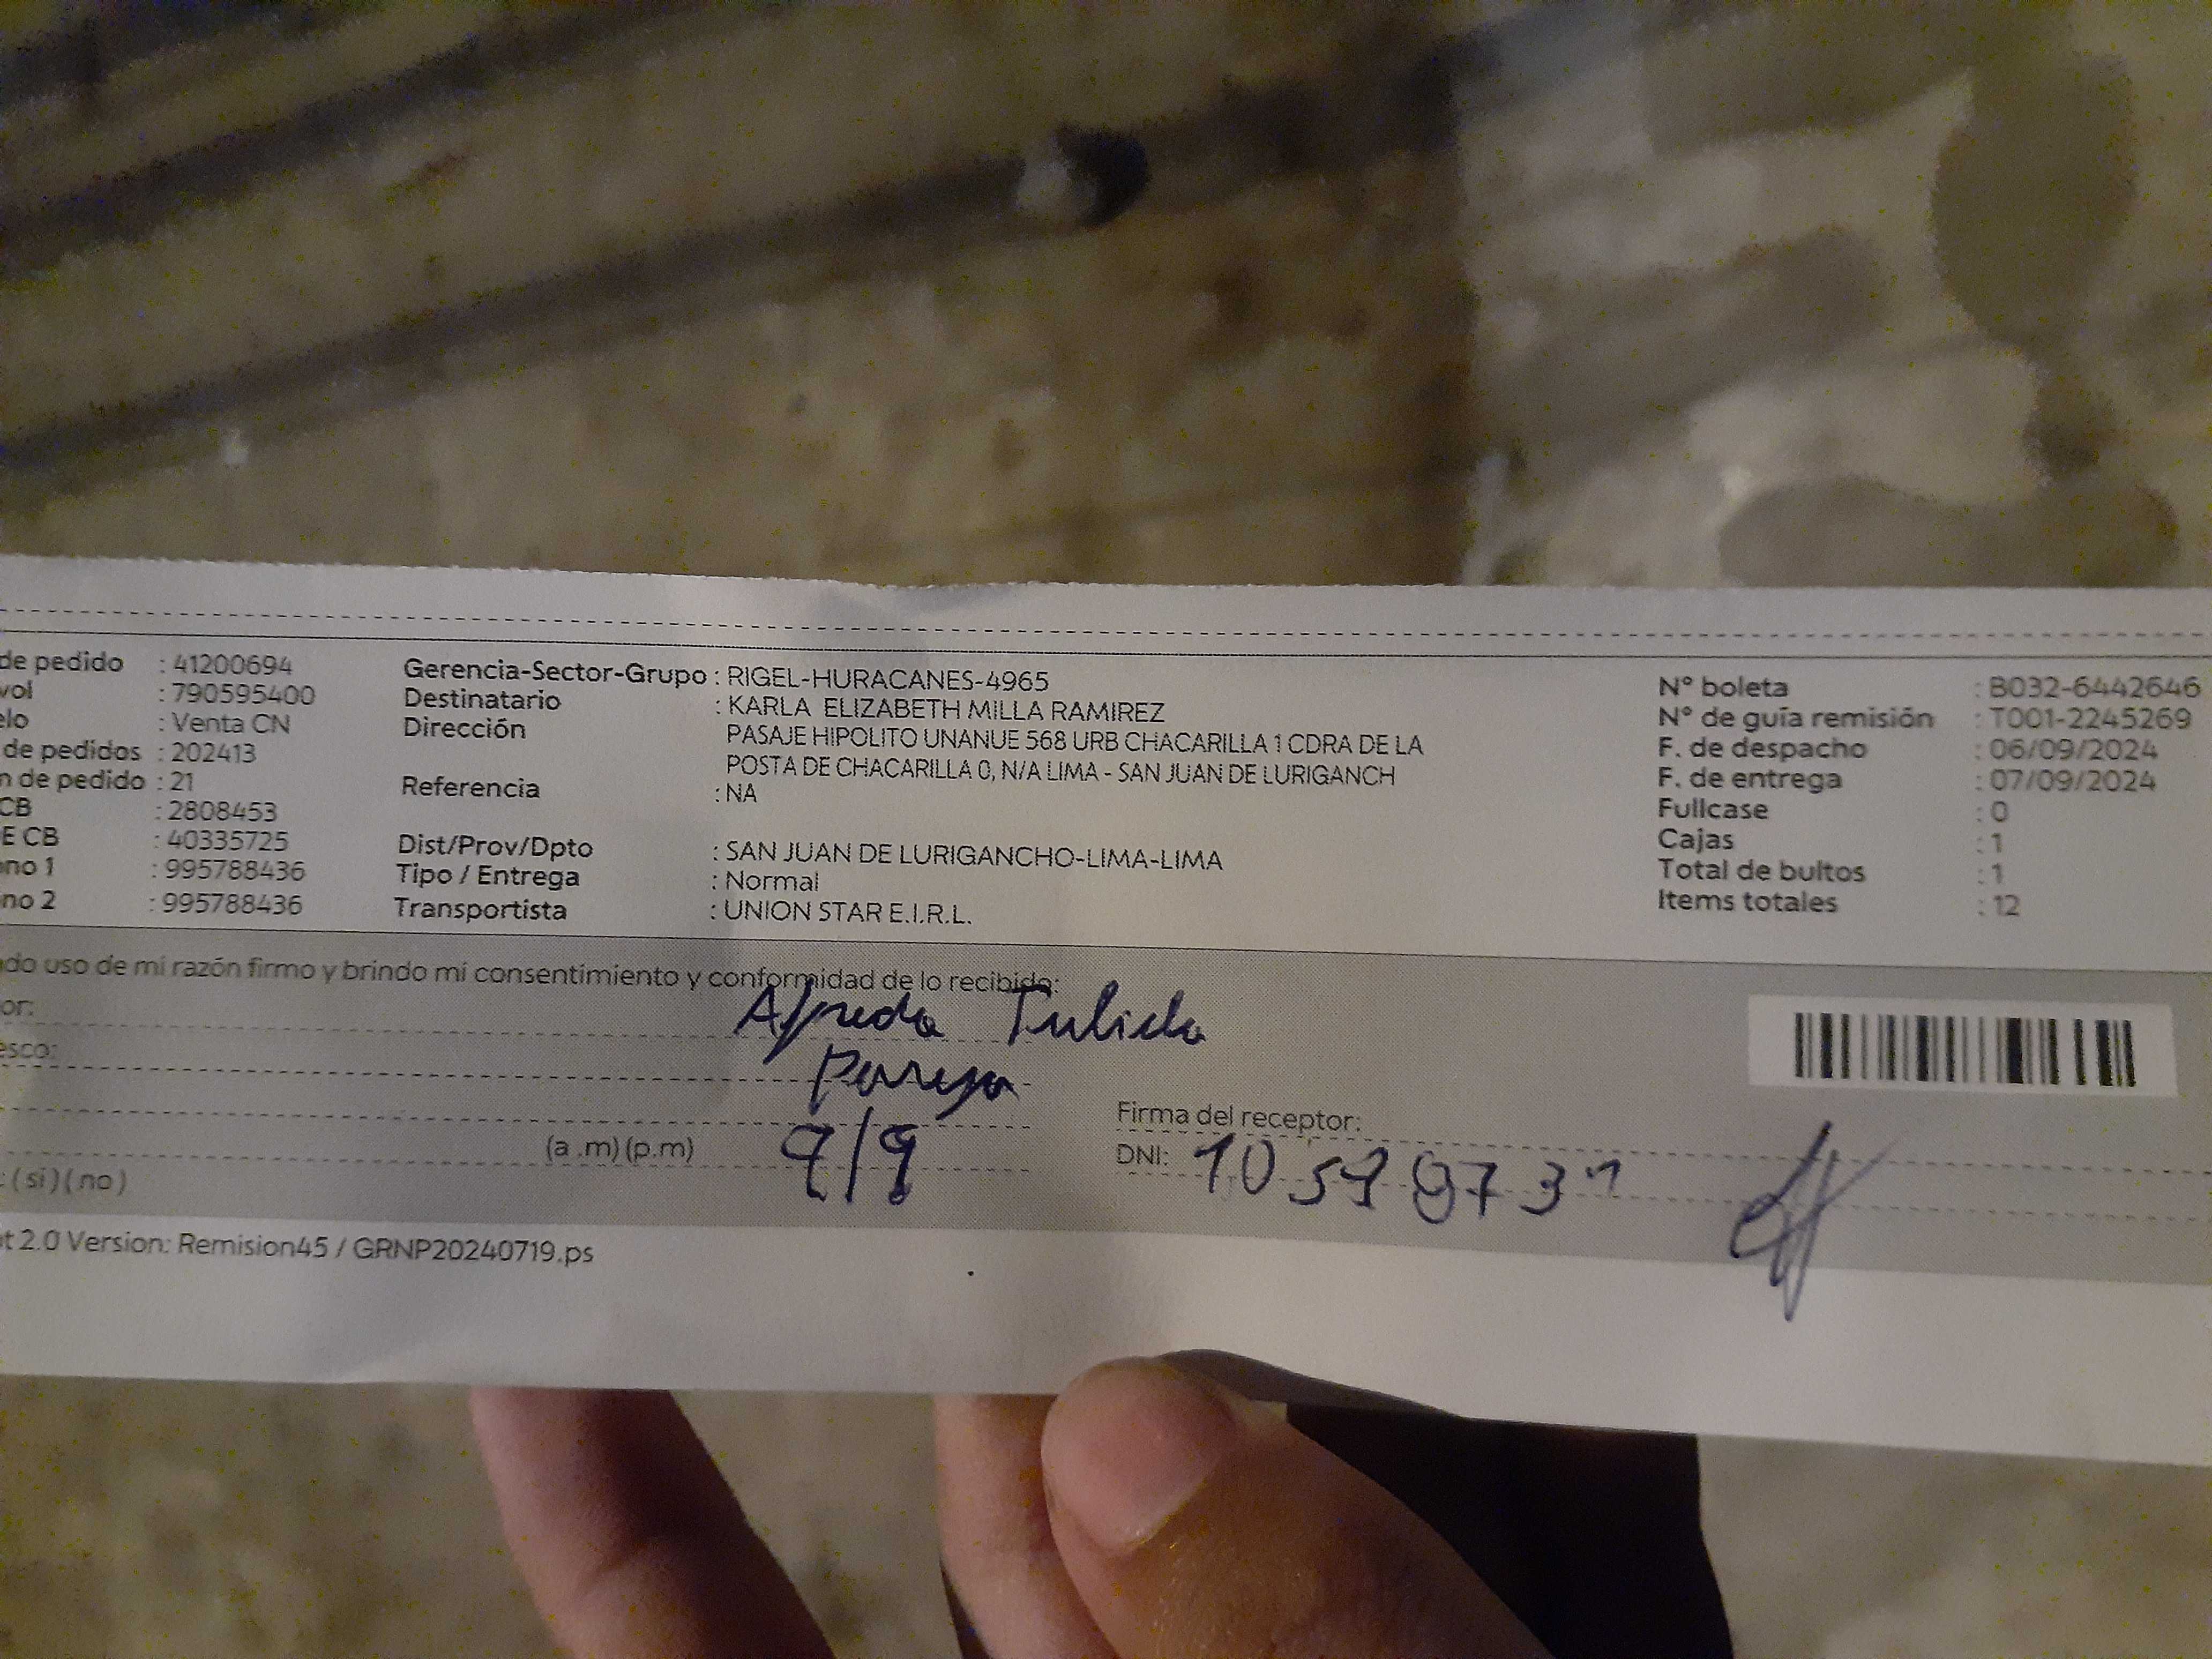 de pedido : 41200694
vol : 790595400
elo : Venta CN
de pedidos : 202413
n de pedido : 21
CB : 2808453
E CB : 40335725
ono 1 : 995788436
no 2 : 995788436
Gerencia-Sector-Grupo : RIGEL-HURACANES-4965
Destinatario : KARLA ELIZABETH MILLA RAMIREZ
Dirección PASAJE HIPOLITO UNANUE 568 URB CHACARILLA 1 CDRA DE LA
POSTA DE CHACARILLA 0, N/A LIMA - SAN JUAN DE LURIGANCH
Referencia : NA
Dist/Prov/Dpto : SAN JUAN DE LURIGANCHO-LIMA-LIMA
Tipo / Entrega : Normal
Transportista : UNION STAR E.I.R.L.
Nº boleta : B032-6442646
Nº de guía remisión : T001-2245269
F. de despacho : 06/09/2024
F. de entrega : 07/09/2024
Fullcase : 0
Cajas : 1
Total de bultos : 1
Items totales : 12
do uso de mi razón firmo y brindo mi consentimiento y conformidad de lo recibido:
or: Alfredo
esco:
(a .m) (p.m) 9/9
: ( si ) ( no )
Firma del receptor:
DNI:
t 2.0 Version: Remision45 / GRNP20240719.ps